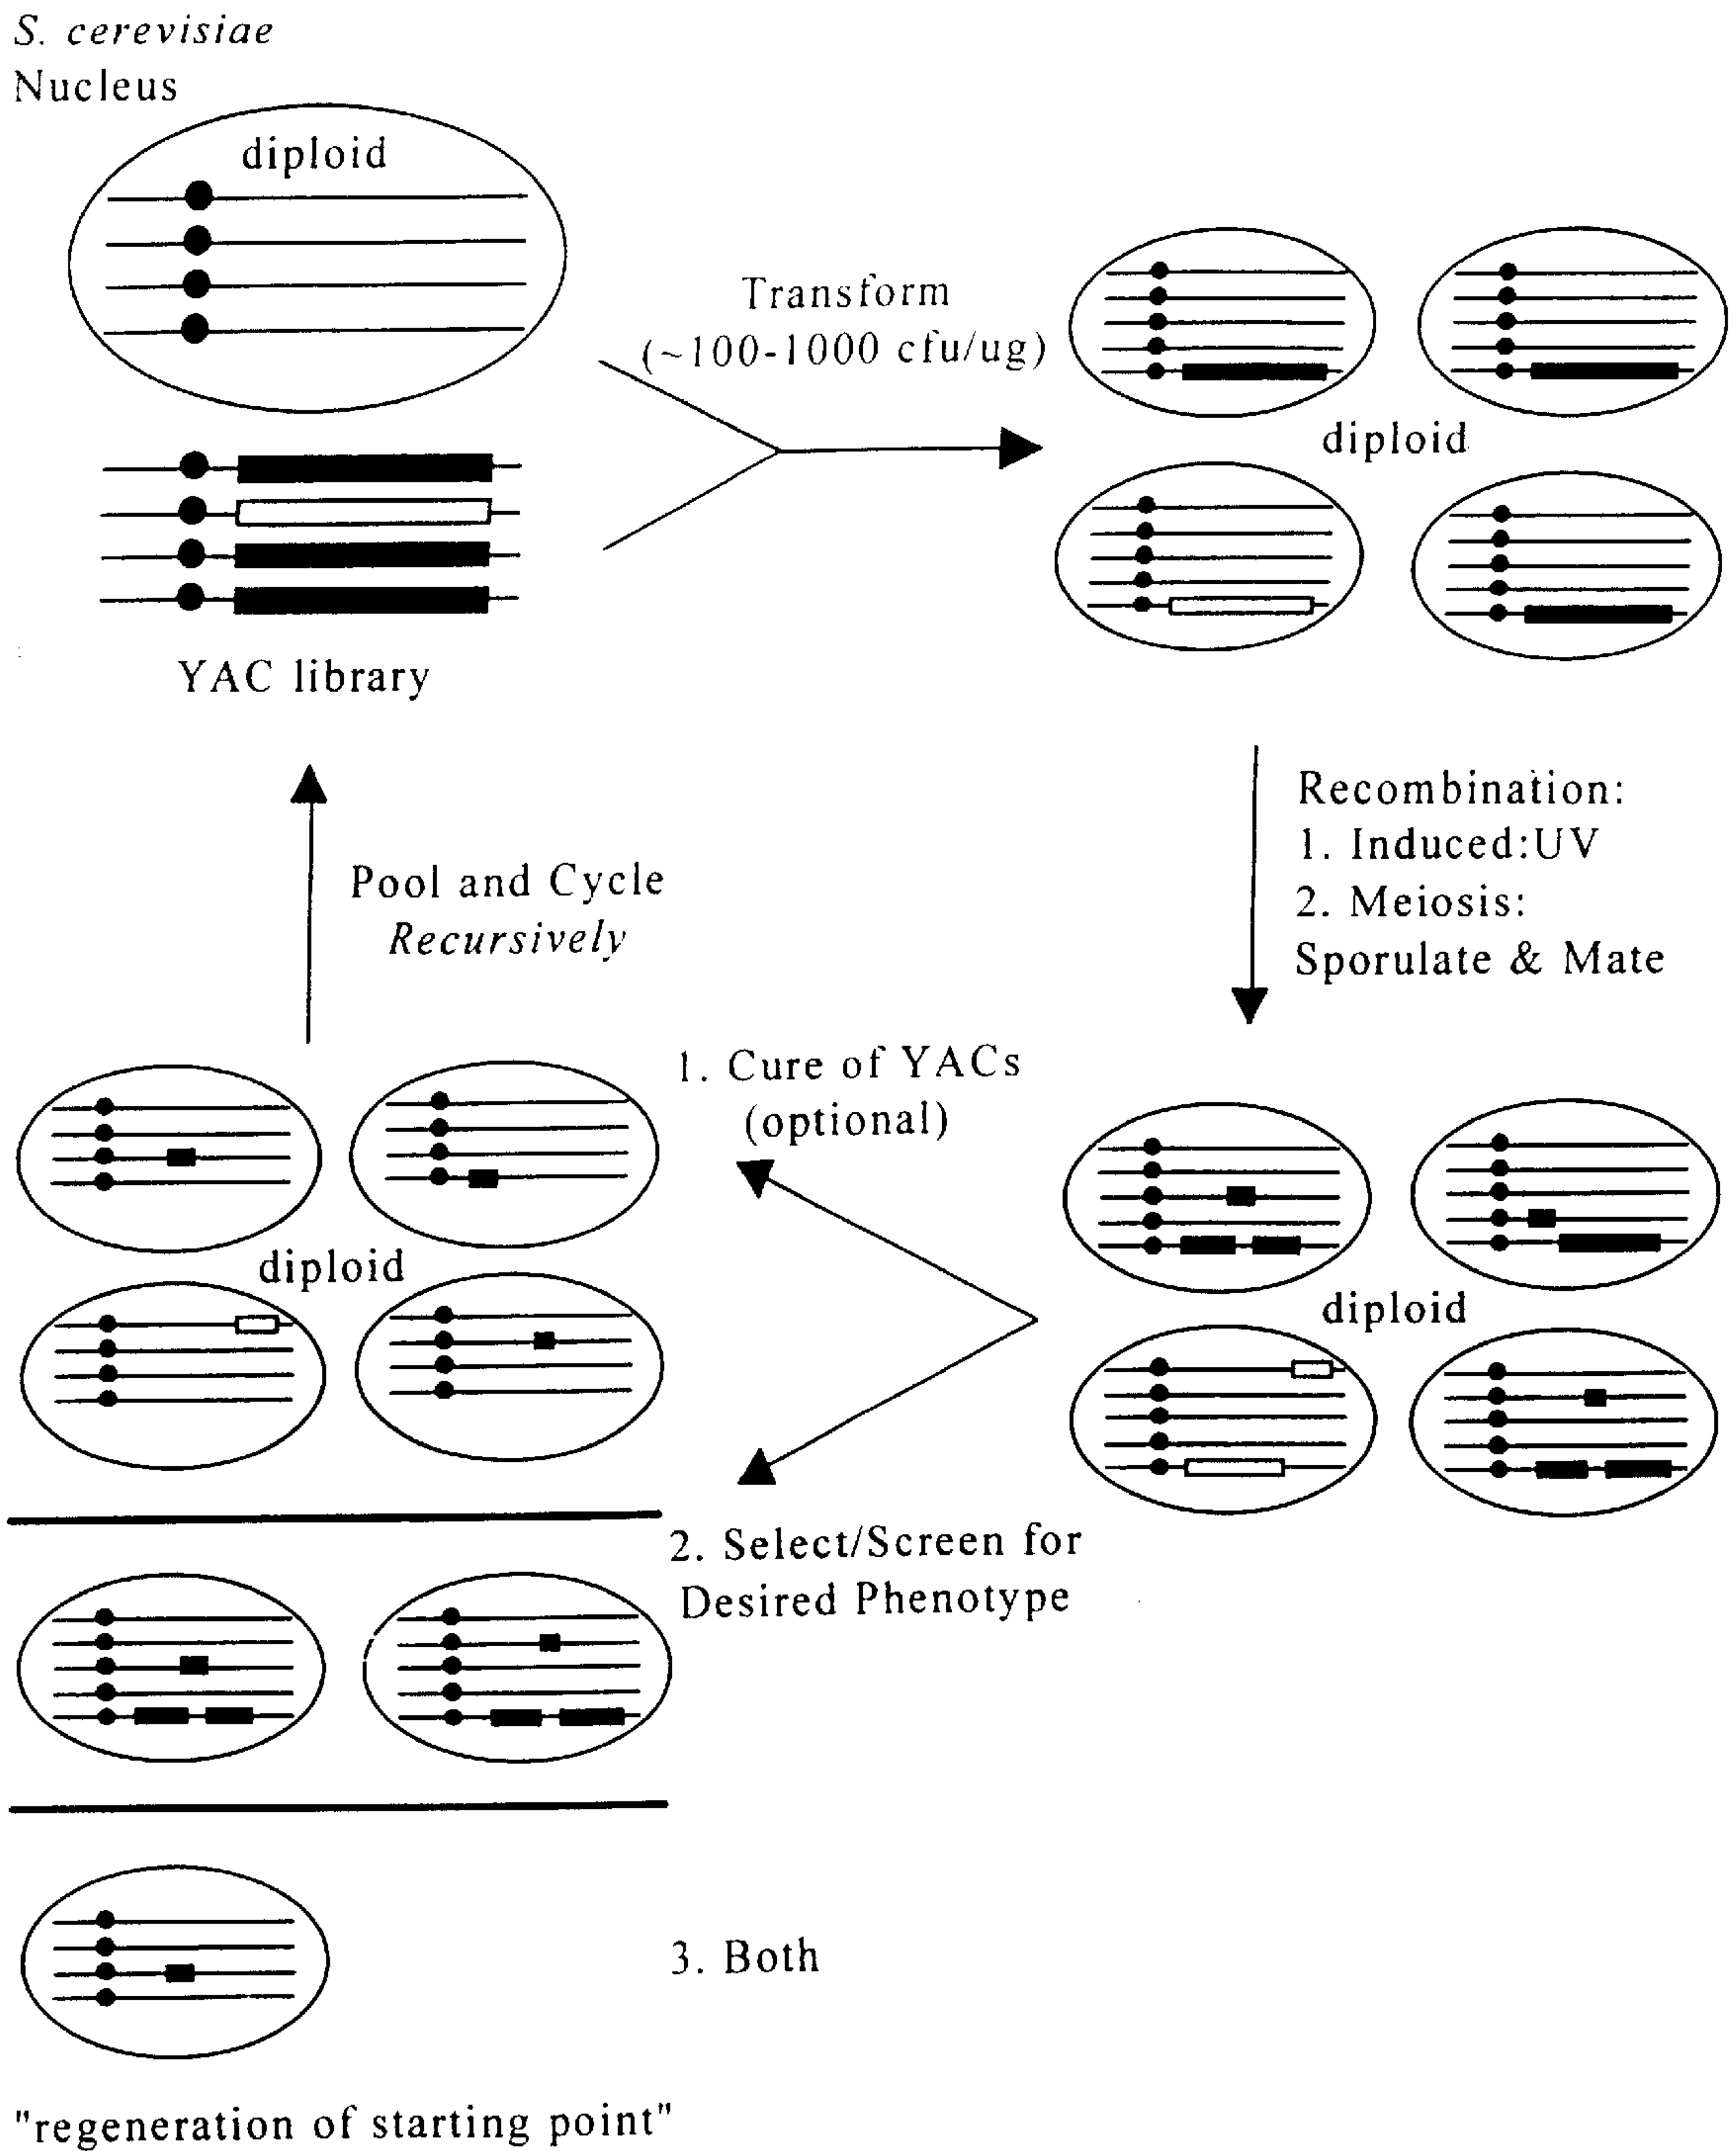 S. cerevisiae
Nucleus
diploid
Transform
(~100-1000 cfu/ug)
diploid
YAC library
Recombination:
1. Induced:UV
2. Meiosis:
Sporulate & Mate
Pool and Cycle
Recursively
1. Cure of YACs
(optional)
diploid
diploid
2. Select/Screen for
Desired Phenotype
3. Both
"regeneration of starting point"